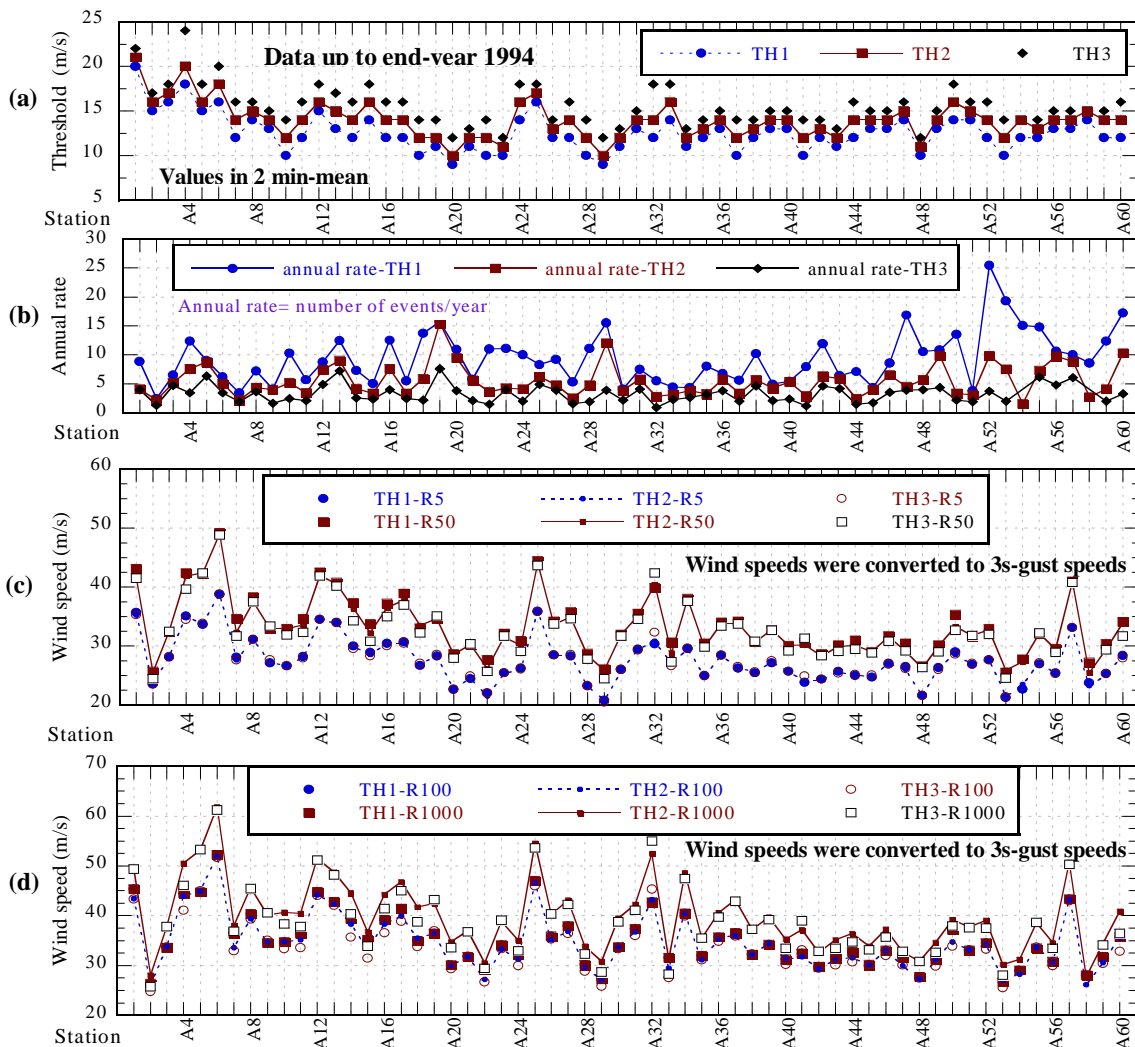 25
20
15
10
5
Threshold (m/s)
(a)
Data up to end-year 1994
TH1 TH2 TH3
Values in 2 min-mean
Station A4 A8 A12 A16 A20 A24 A28 A32 A36 A40 A44 A48 A52 A56 A60
30
25
20
15
10
5
0
Annual rate
(b)
annual rate-TH1 annual rate-TH2 annual rate-TH3
Annual rate= number of events/year
Station A4 A8 A12 A16 A20 A24 A28 A32 A36 A40 A44 A48 A52 A56 A60
60
50
40
30
20
Wind speed (m/s)
(c)
TH1-R5 TH2-R5 TH3-R5
TH1-R50 TH2-R50 TH3-R50
Wind speeds were converted to 3s-gust speeds
Station A4 A8 A12 A16 A20 A24 A28 A32 A36 A40 A44 A48 A52 A56 A60
70
60
50
40
30
20
Wind speed (m/s)
(d)
TH1-R100 TH2-R100 TH3-R100
TH1-R1000 TH2-R1000 TH3-R1000
Wind speeds were converted to 3s-gust speeds
Station A4 A8 A12 A16 A20 A24 A28 A32 A36 A40 A44 A48 A52 A56 A60